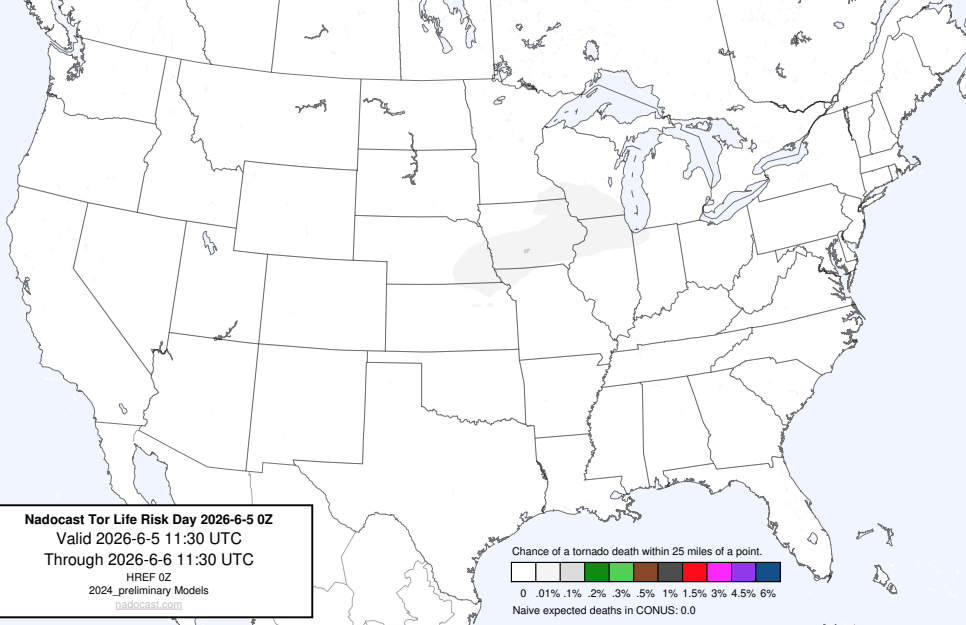 Nadocast Tor Life Risk Day 2026-6-5 0Z
Valid 2026-6-5 11:30 UTC
Through 2026-6-6 11:30 UTC
HREF 0Z
2024_preliminary Models
nadocast.com
Chance of a tornado death within 25 miles of a point.
0 .01% .1% .2% .3% .5% 1% 1.5% 3% 4.5% 6%
Naive expected deaths in CONUS: 0.0